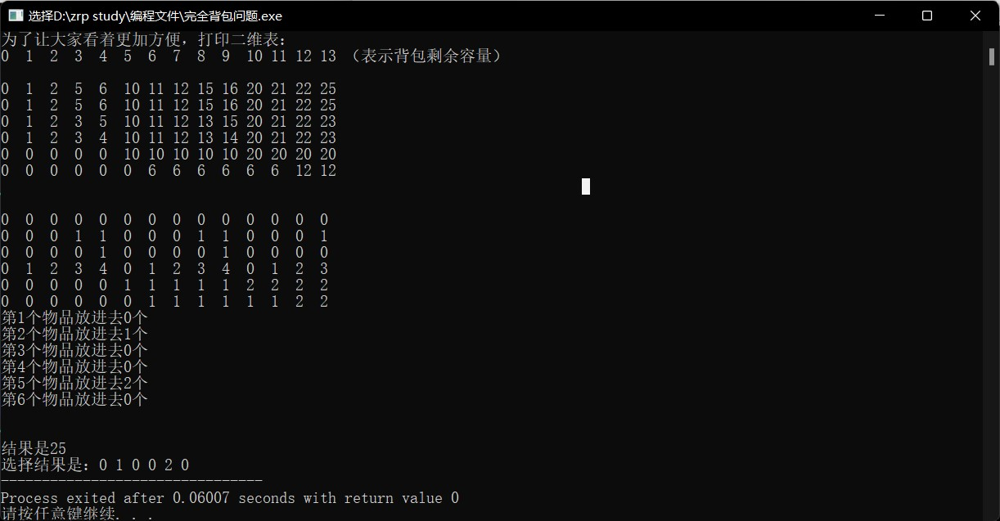 选择D:\zrp study\编程文件\完全背包问题.exe
为了让大家看着更加方便，打印二维表：
0 1 2 3 4 5 6 7 8 9 10 11 12 13 （表示背包剩余容量）
0 1 2 5 6 10 11 12 15 16 20 21 22 25
0 1 2 5 6 10 11 12 15 16 20 21 22 25
0 1 2 3 5 10 11 12 13 15 20 21 22 23
0 1 2 3 4 10 11 12 13 14 20 21 22 23
0 0 0 0 0 10 10 10 10 10 20 20 20 20
0 0 0 0 0 0 6 6 6 6 6 6 12 12
0 0 0 0 0 0 0 0 0 0 0 0 0 0
0 0 0 1 1 0 0 0 1 1 0 0 0 1
0 0 0 0 1 0 0 0 0 1 0 0 0 0
0 1 2 3 4 0 1 2 3 4 0 1 2 3
0 0 0 0 0 1 1 1 1 1 2 2 2 2
0 0 0 0 0 0 1 1 1 1 1 1 2 2
第1个物品放进去0个
第2个物品放进去1个
第3个物品放进去0个
第4个物品放进去0个
第5个物品放进去2个
第6个物品放进去0个
结果是25
选择结果是：0 1 0 0 2 0
--------------------------------
Process exited after 0.06007 seconds with return value 0
请按任意键继续. . .